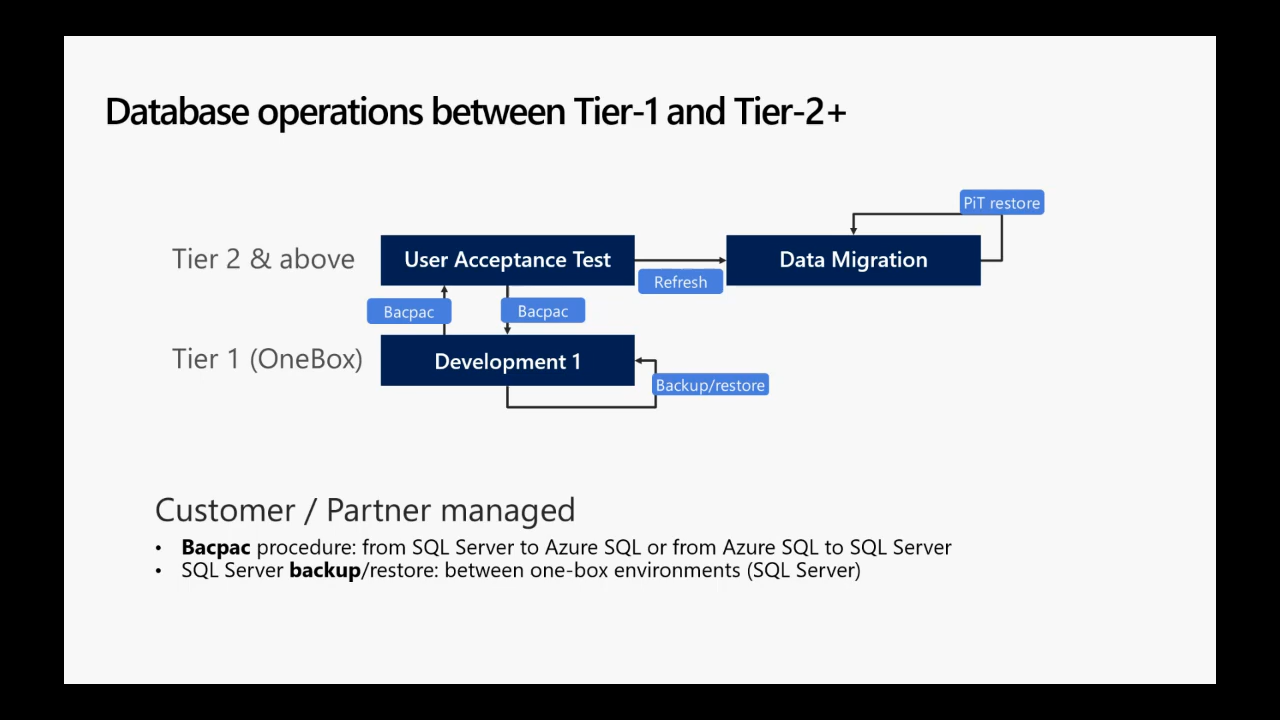 Database operations between Tier-1 and Tier-2+
PiT restore
Tier 2 & above
User Acceptance Test
Data Migration
Refresh
Bacpac
Bacpac
Tier 1 (OneBox)
Development 1
Backup/restore
Customer / Partner managed
• Bacpac procedure: from SQL Server to Azure SQL or from Azure SQL to SQL Server
• SQL Server backup/restore: between one-box environments (SQL Server)